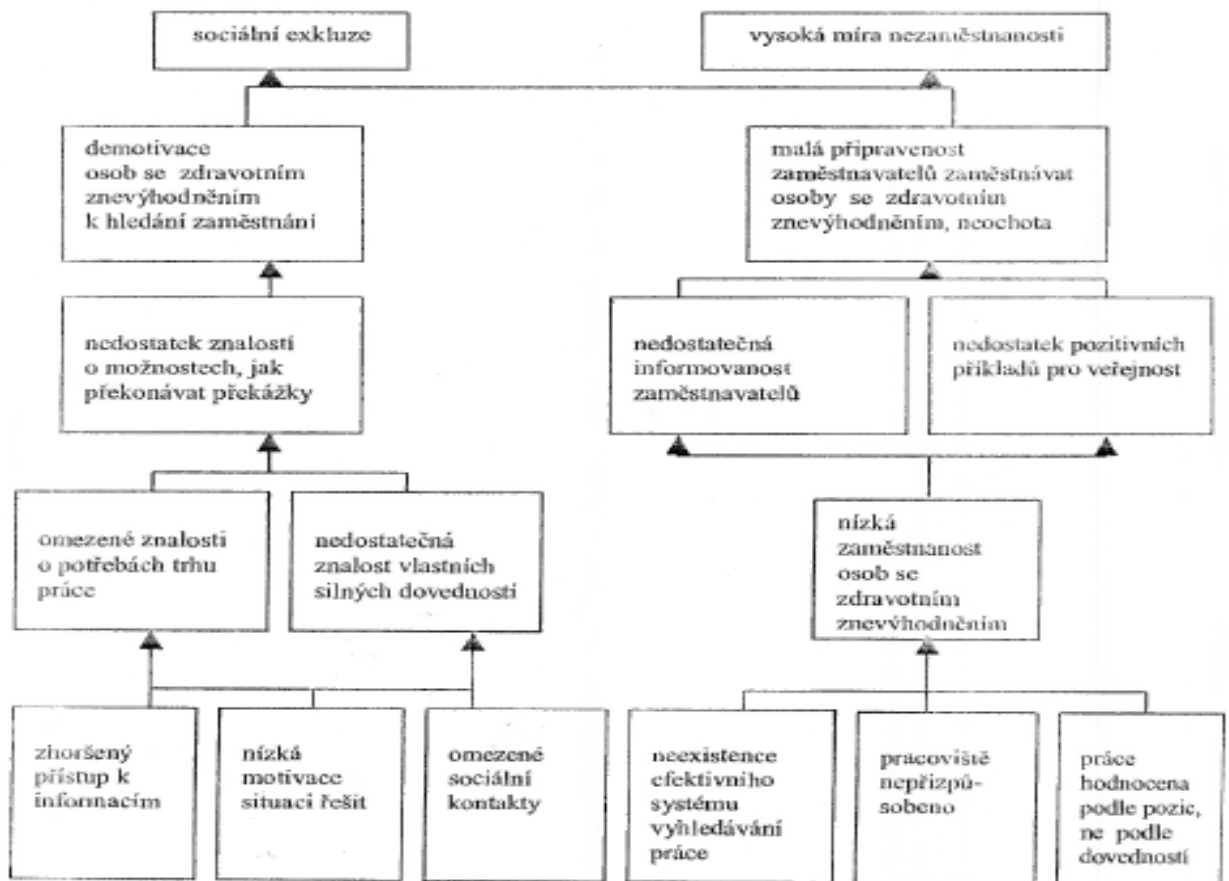 sociální exkluze
vysoká míra nezaměstnanosti
demotivace
osob se zdravotním
znevýhodněním
k hledání zaměstnání
malá připravenost
zaměstnavatelů zaměstnávat
osoby se zdravotním
znevýhodněním, neochota
nedostatek znalostí
o možnostech, jak
překonávat překážky
nedostatečná
informovanost
zaměstnavatelů
nedostatek pozitivních
příkladů pro veřejnost
omezené znalosti
o potřebách trhu
práce
nedostatečná
znalost vlastních
silných dovedností
nízká
zaměstnanost
osob se
zdravotním
znevýhodněním
zhoršený
přístup k
informacím
nízká
motivace
situaci řešit
omezené
sociální
kontakty
neexistence
efektivního
systému
vyhledávání
práce
pracoviště
nepřizpů-
sobeno
práce
hodnocena
podle pozic,
ne podle
dovedností